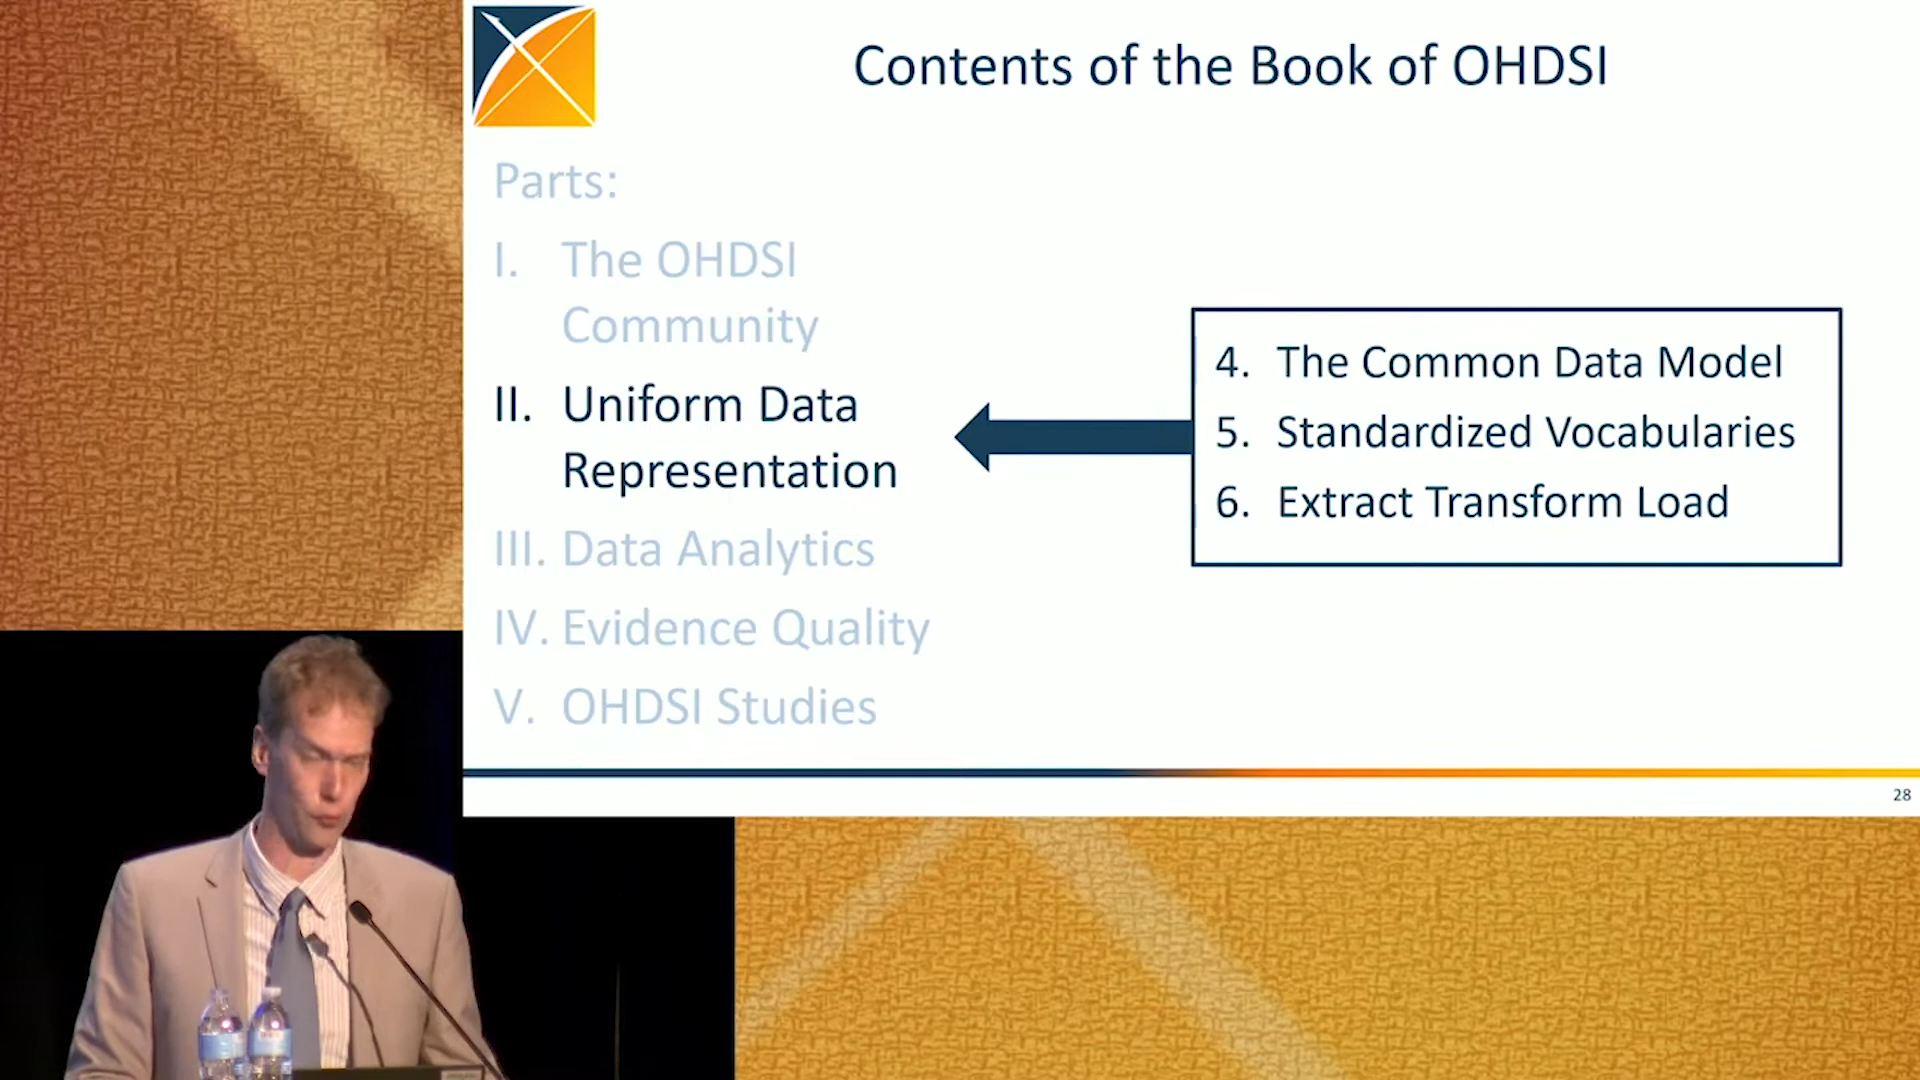 Contents of the Book of OHDSI
Parts:
I. The OHDSI
Community
II. Uniform Data
Representation
III. Data Analytics
IV. Evidence Quality
V. OHDSI Studies
4. The Common Data Model
5. Standardized Vocabularies
6. Extract Transform Load
28